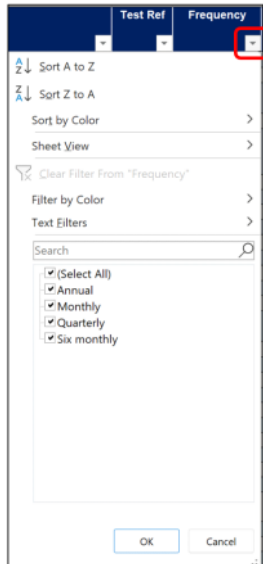 Test Ref Frequency
Sort A to Z
Sort Z to A
Sort by Color
Sheet View
Clear Filter From "Frequency"
Filter by Color
Text Filters
Search
(Select All)
Annual
Monthly
Quarterly
Six monthly
OK Cancel